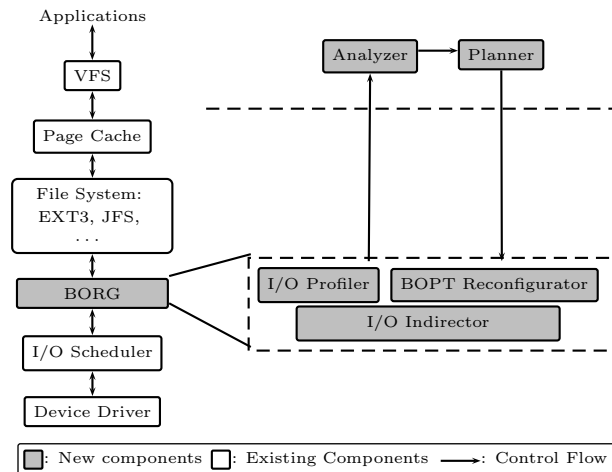 Applications
VFS
Page Cache
File System:
EXT3, JFS,
. . .
BORG
I/O Scheduler
Device Driver
Analyzer
Planner
I/O Profiler
BOPT Reconfigurator
I/O Indirector
: New components : Existing Components : Control Flow